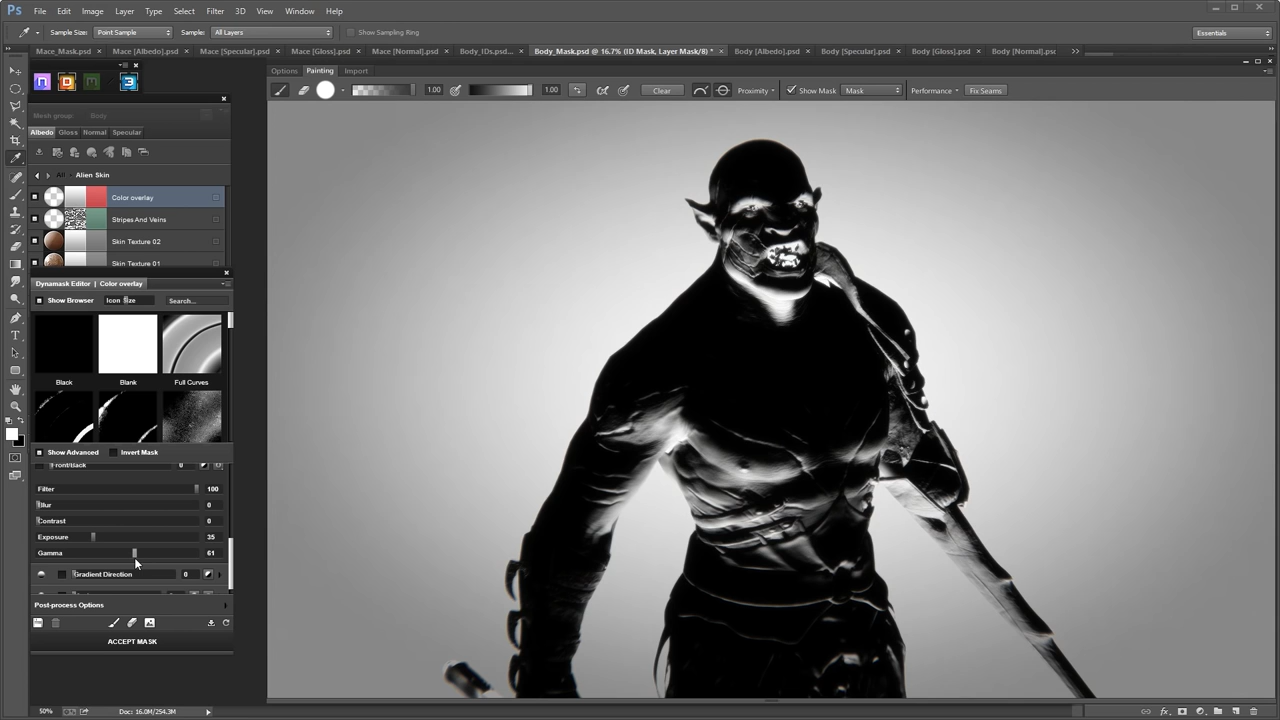 Ps File Edit Image Layer Type Select Filter 3D View Window Help
Sample Size: Point Sample Sample: All Layers Show Sampling Ring Essentials
Mace_Mask.psd × Mace [Albedo].psd × Mace [Specular].psd × Mace [Gloss].psd × Mace [Normal].psd × Body_IDs.psd... × Body_Mask.psd @ 16.7% (ID Mask, Layer Mask/8) * × Body [Albedo].psd × Body [Specular].psd × Body [Gloss].psd × Body [Normal].psd
Options Painting Import
1.00 1.00 Clear Proximity Show Mask Mask Performance Fix Seams
Mesh group: Body
Albedo Gloss Normal Specular
All Alien Skin
Color overlay
Stripes And Veins
Skin Texture 02
Skin Texture 01
Dynamask Editor | Color overlay
Show Browser Icon Size Search...
Black Blank Full Curves
Show Advanced Invert Mask
Front/Back 0
Filter 100
Blur 0
Contrast 0
Exposure 35
Gamma 61
Gradient Direction 0
Post-process Options
ACCEPT MASK
50% Doc: 16.0M/254.3M